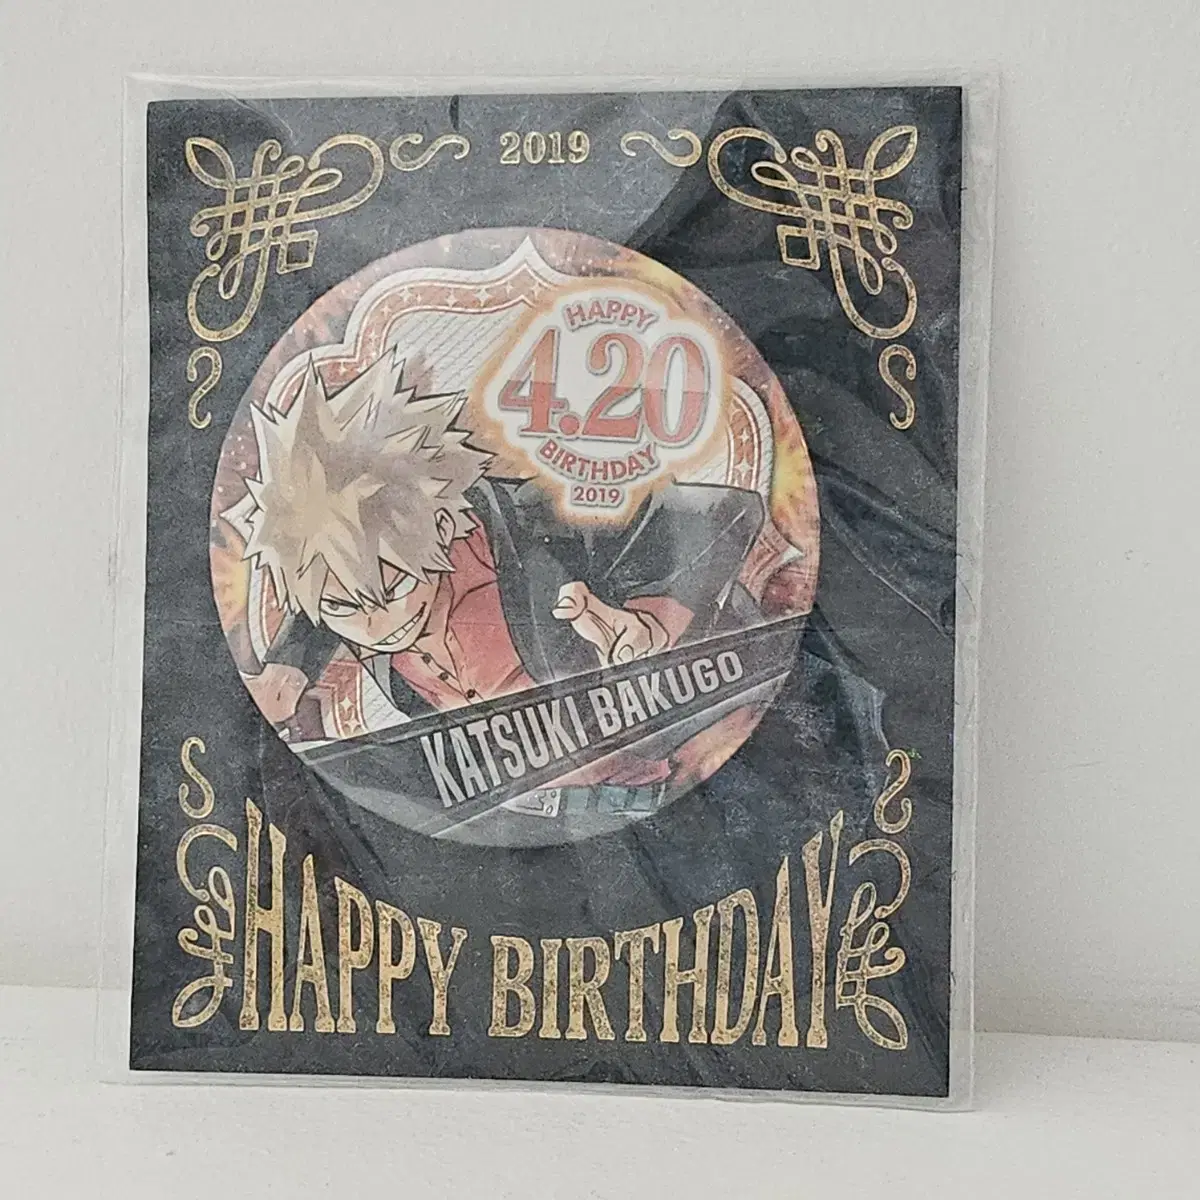 2019
HAPPY
4.20
BIRTHDAY
2019
KATSUKI BAKUGO
HAPPY BIRTHDAY